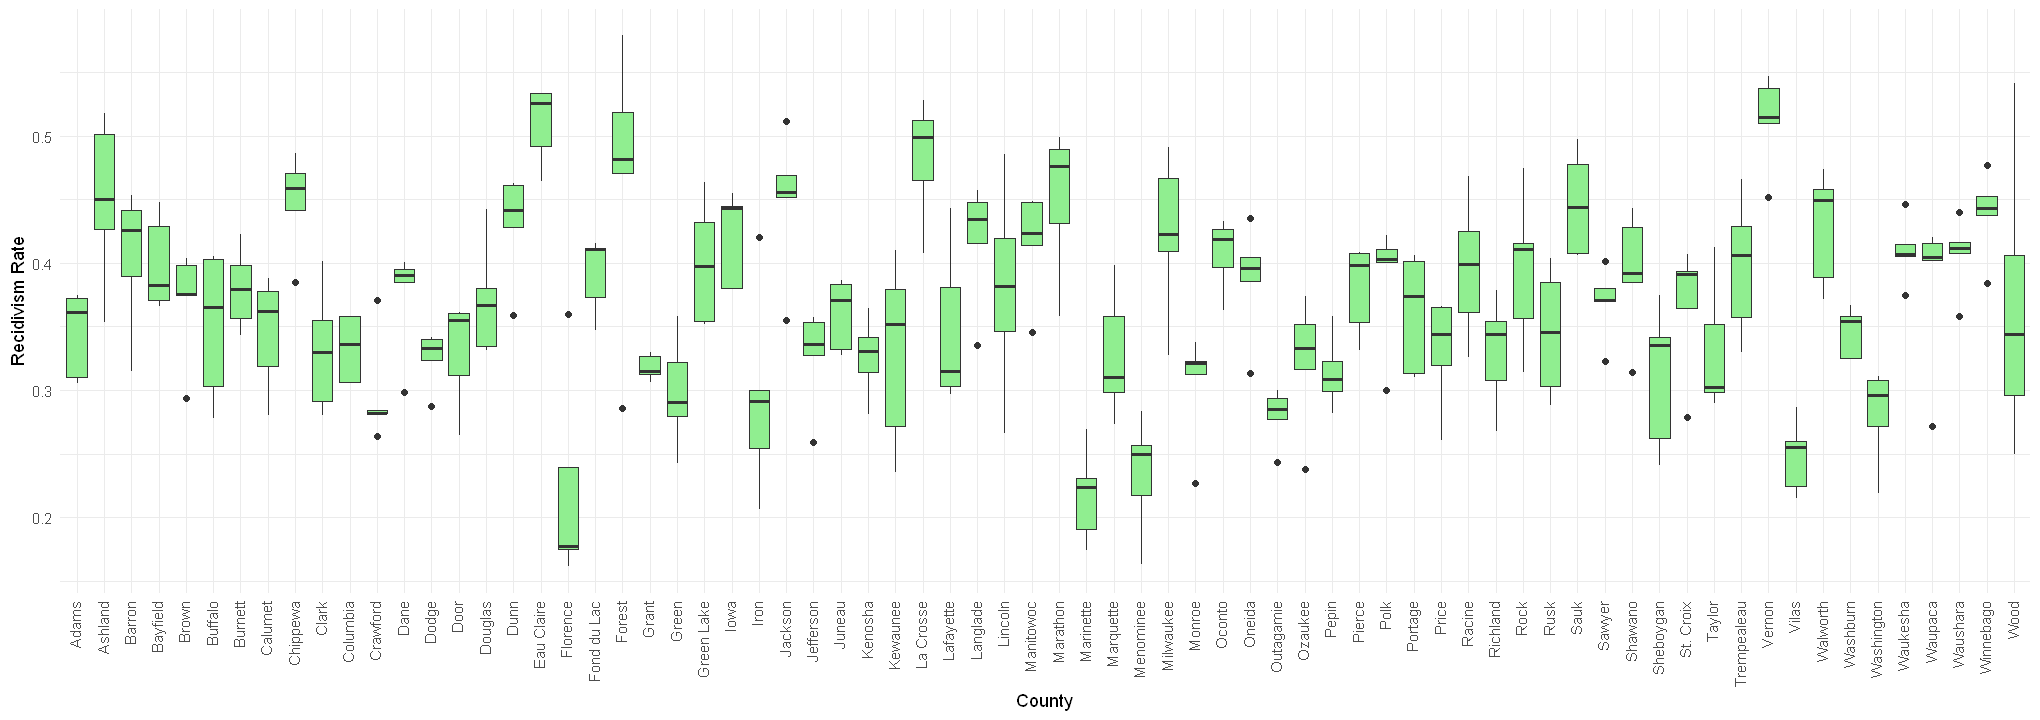 Recidivism Rate
0.5
0.4
0.3
0.2
Adams
Ashland
Barron
Bayfield
Brown
Buffalo
Burnett
Calumet
Chippewa
Clark
Columbia
Crawford
Dane
Dodge
Door
Douglas
Dunn
Eau Claire
Florence
Fond du Lac
Forest
Grant
Green
Green Lake
Iowa
Iron
Jackson
Jefferson
Juneau
Kenosha
Kewaunee
La Crosse
Lafayette
Langlade
Lincoln
Manitowoc
Marathon
Marinette
Marquette
Menominee
Milwaukee
Monroe
Oconto
Oneida
Outagamie
Ozaukee
Pepin
Pierce
Polk
Portage
Price
Racine
Richland
Rock
Rusk
Sauk
Sawyer
Shawano
Sheboygan
St. Croix
Taylor
Trempealeau
Vernon
Vilas
Walworth
Washburn
Washington
Waukesha
Waupaca
Waushara
Winnebago
Wood
County